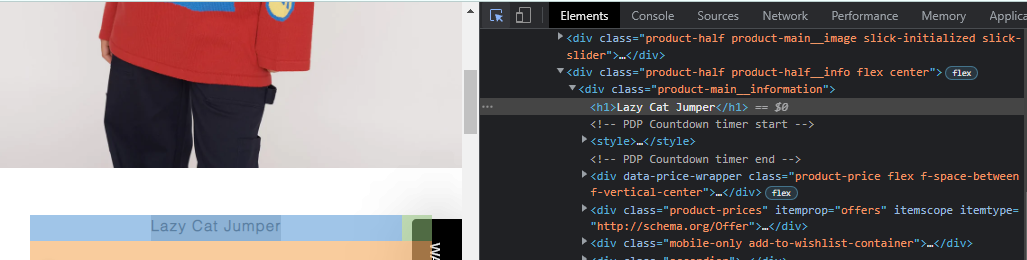 Lazy Cat Jumper
Elements Console Sources Network Performance Memory Applica
<div class="product-half product-main__image slick-initialized slick-
slider">…</div>
<div class="product-half product-half__info flex center"> flex
<div class="product-main__information">
<h1>Lazy Cat Jumper</h1> == $0
<!-- PDP Countdown timer start -->
<style>…</style>
<!-- PDP Countdown timer end -->
<div data-price-wrapper class="product-price flex f-space-between
f-vertical-center">…</div> flex
<div class="product-prices" itemprop="offers" itemscope itemtype=
"http://schema.org/Offer">…</div>
<div class="mobile-only add-to-wishlist-container">…</div>